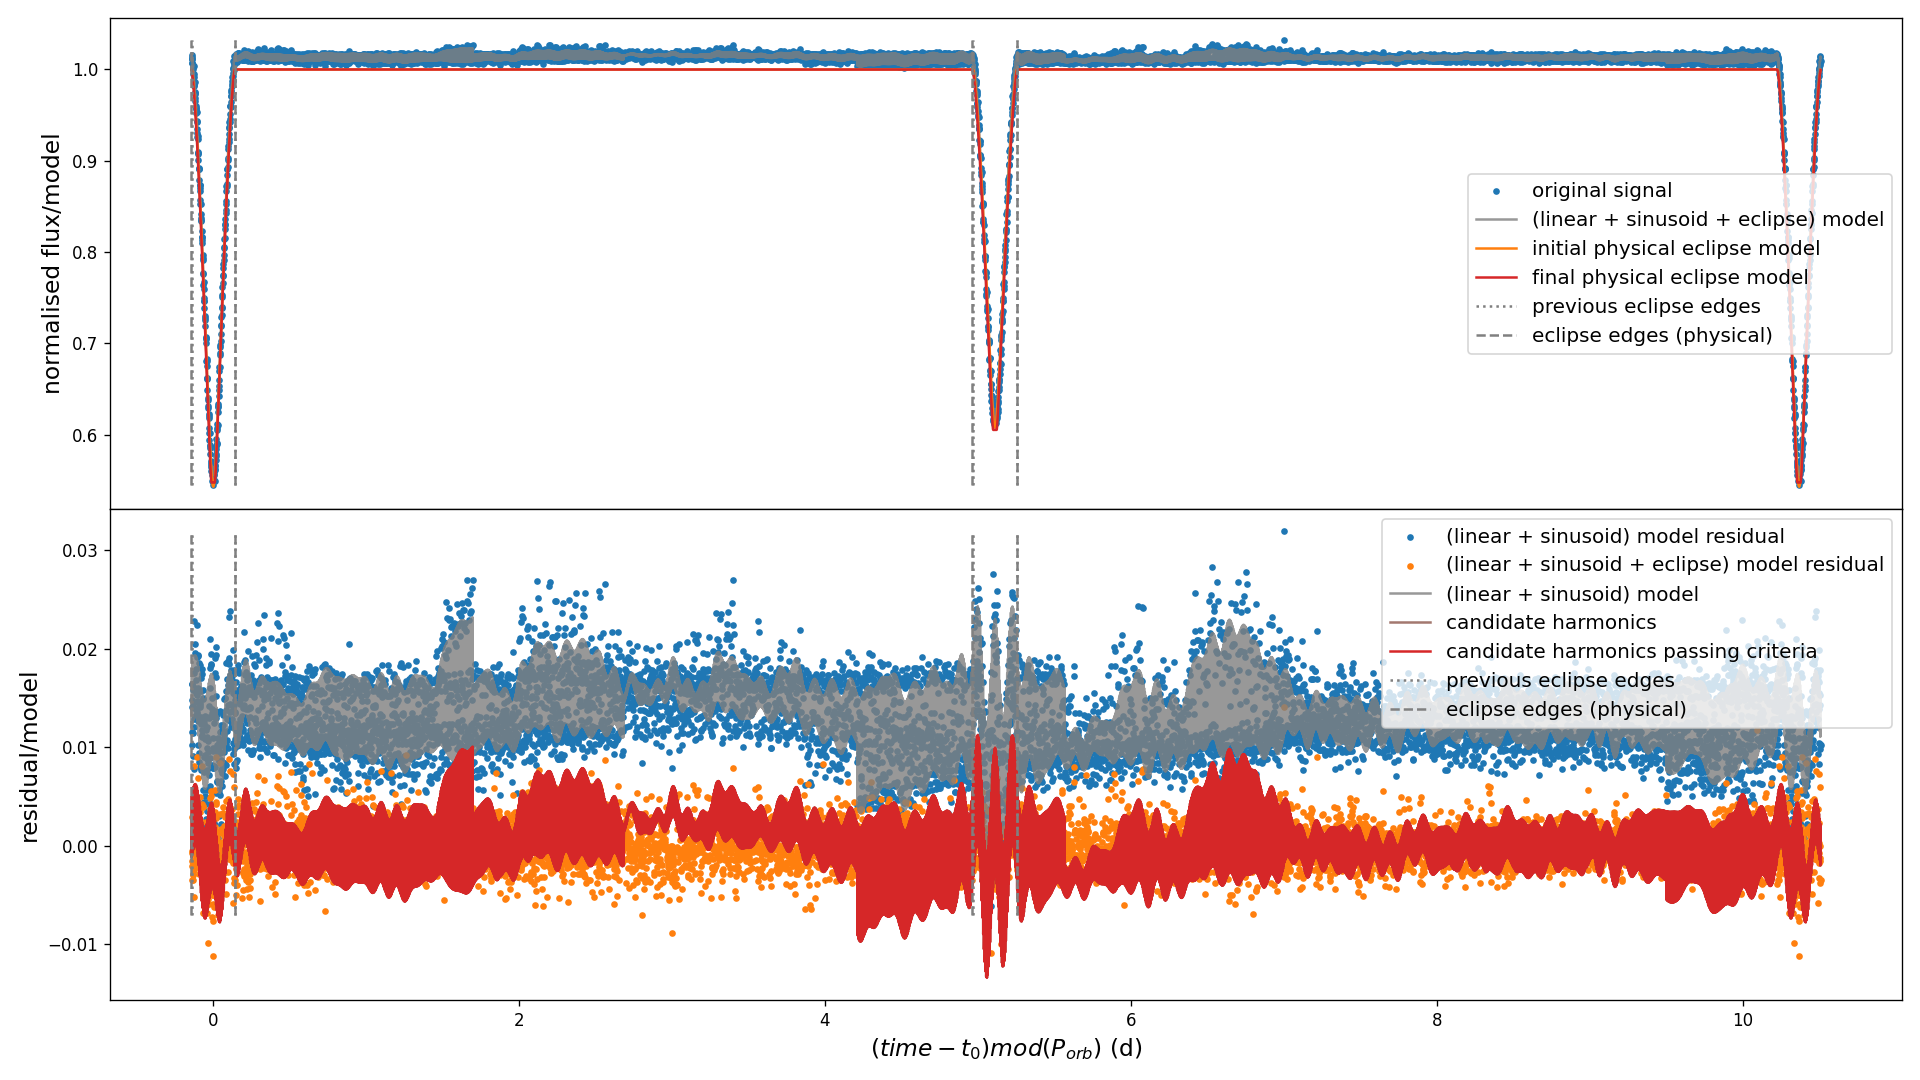 normalised flux/model
1.0
0.9
0.8
0.7
0.6
original signal
(linear + sinusoid + eclipse) model
initial physical eclipse model
final physical eclipse model
previous eclipse edges
eclipse edges (physical)
residual/model
0.03
0.02
0.01
0.00
−0.01
(linear + sinusoid) model residual
(linear + sinusoid + eclipse) model residual
(linear + sinusoid) model
candidate harmonics
candidate harmonics passing criteria
previous eclipse edges
eclipse edges (physical)
0 2 4 6 8 10
(time − t₀)mod(Pₒᵣb) (d)